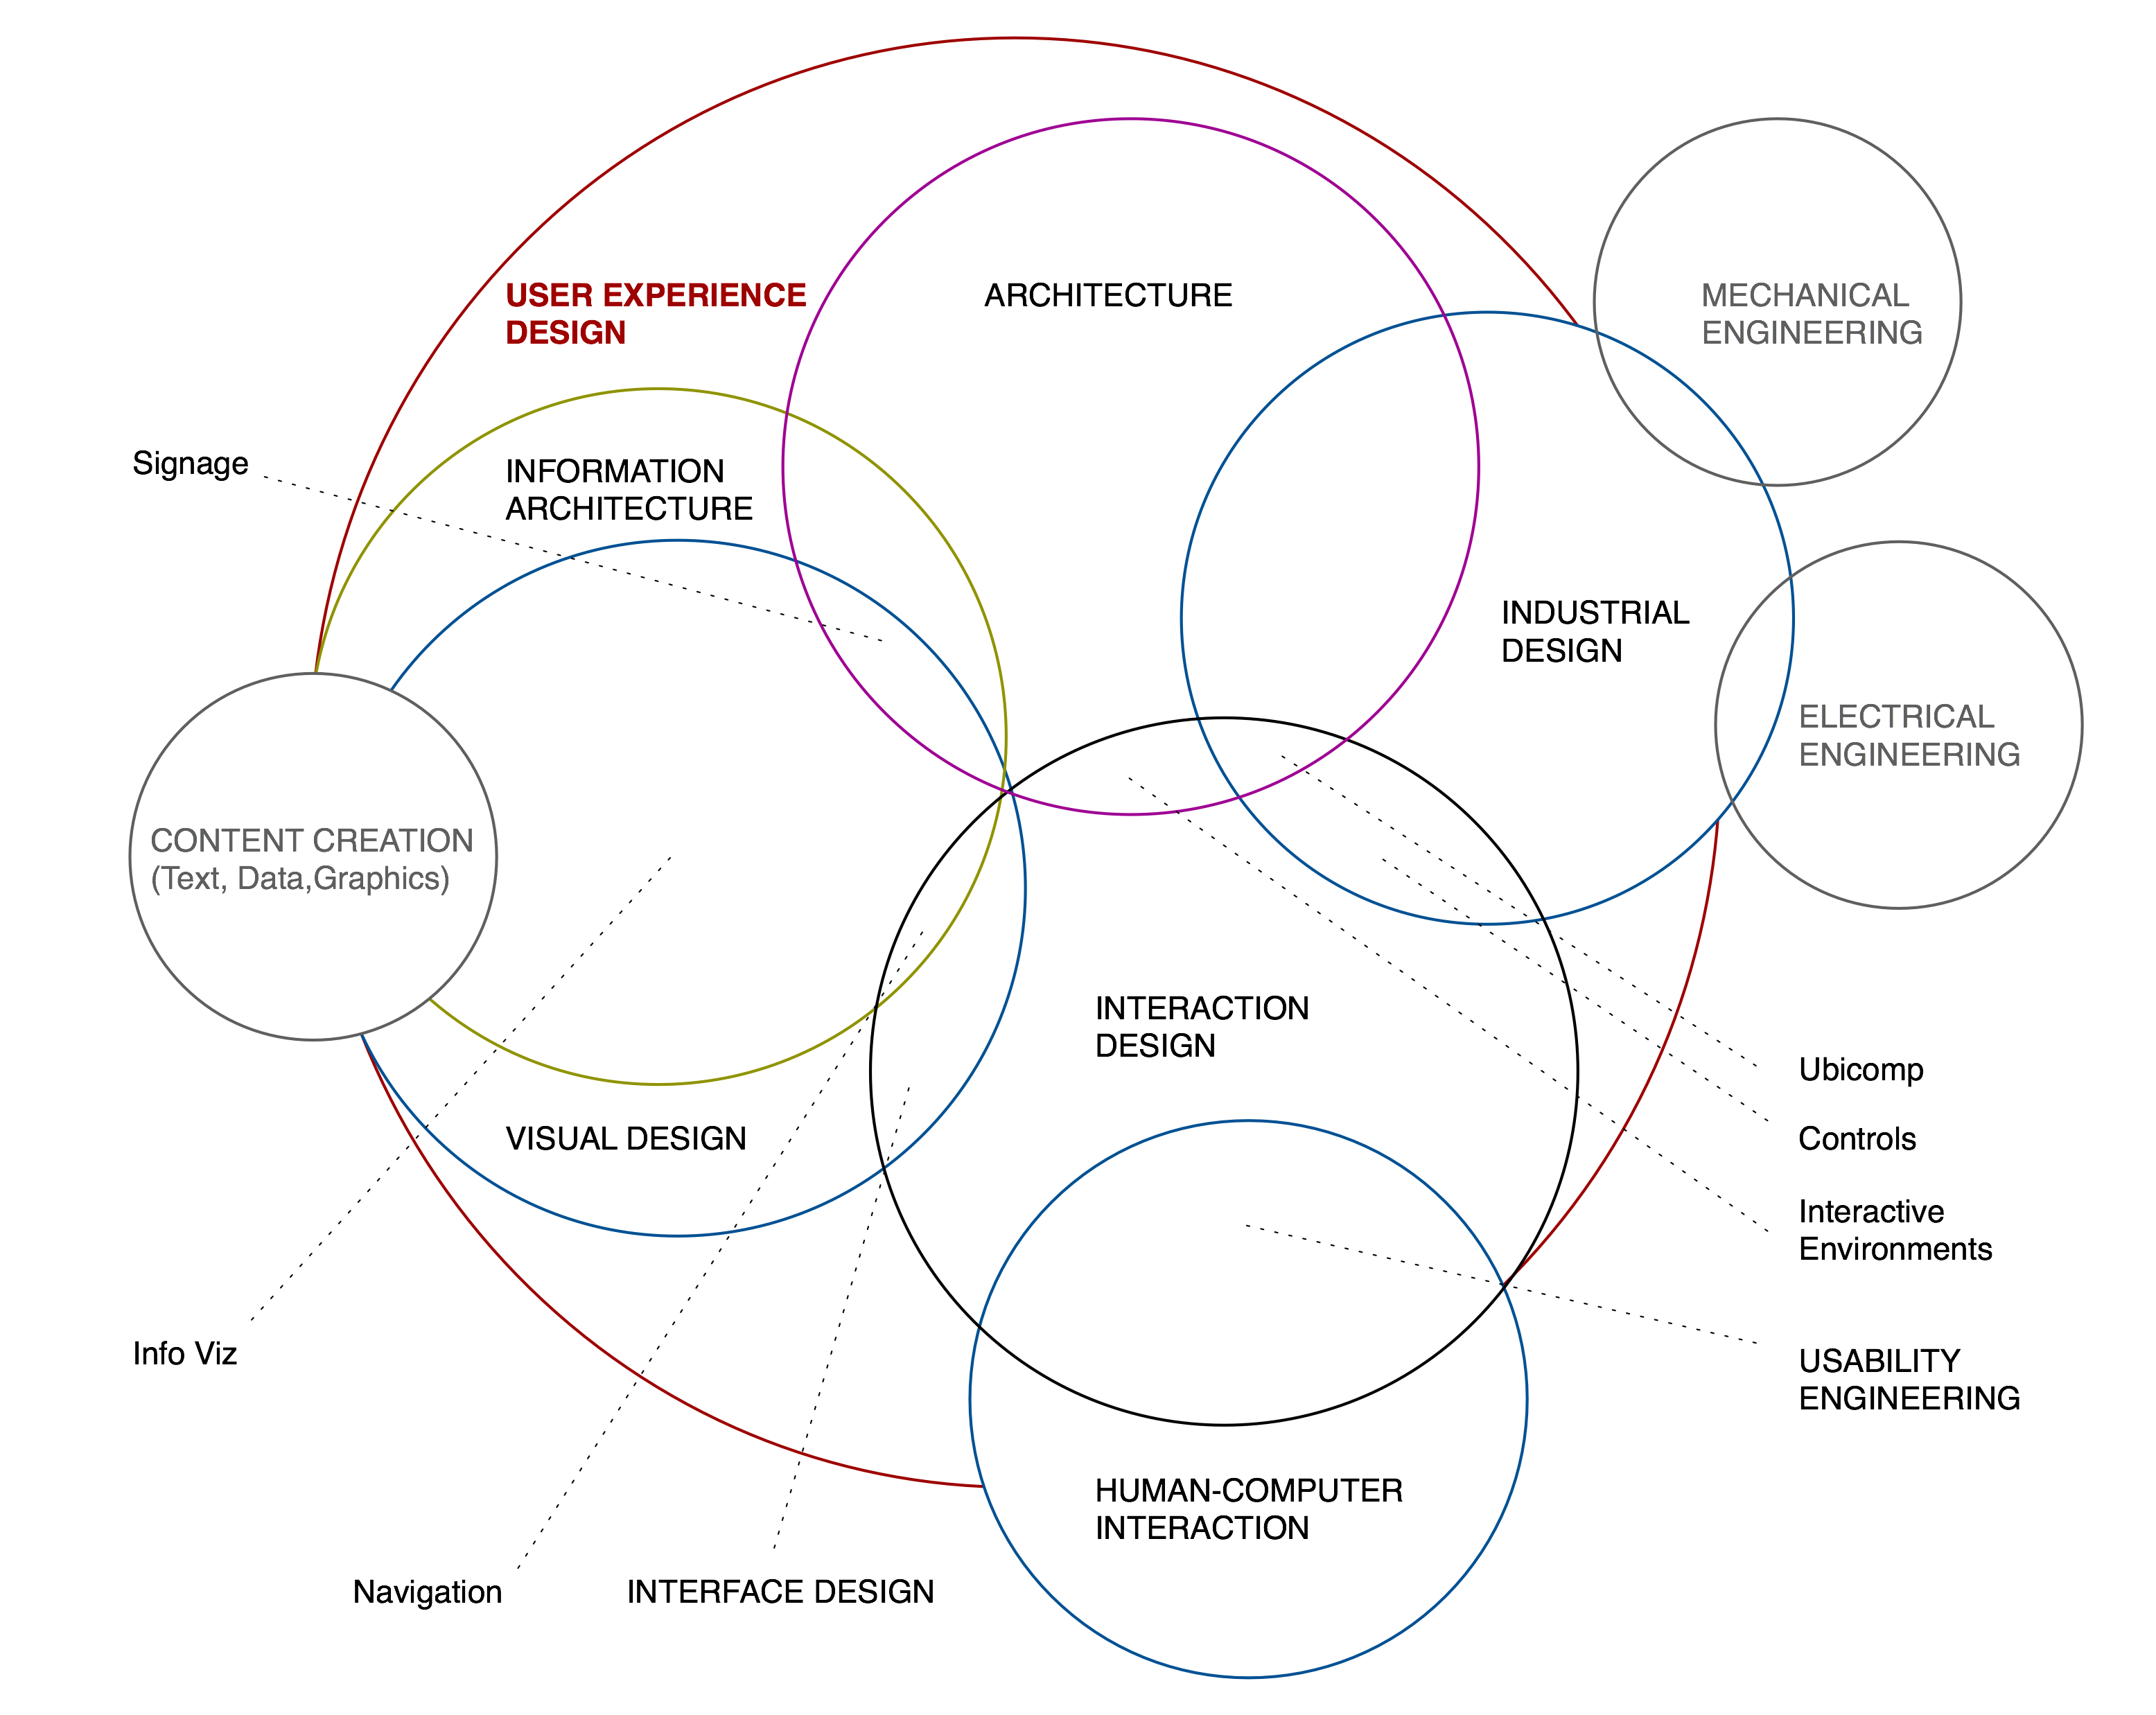 USER EXPERIENCE
DESIGN
ARCHITECTURE
MECHANICAL
ENGINEERING
Signage
INFORMATION
ARCHITECTURE
INDUSTRIAL
DESIGN
ELECTRICAL
ENGINEERING
CONTENT CREATION
(Text, Data,Graphics)
INTERACTION
DESIGN
Ubicomp
VISUAL DESIGN
Controls
Interactive
Environments
Info Viz
USABILITY
ENGINEERING
HUMAN-COMPUTER
INTERACTION
Navigation
INTERFACE DESIGN